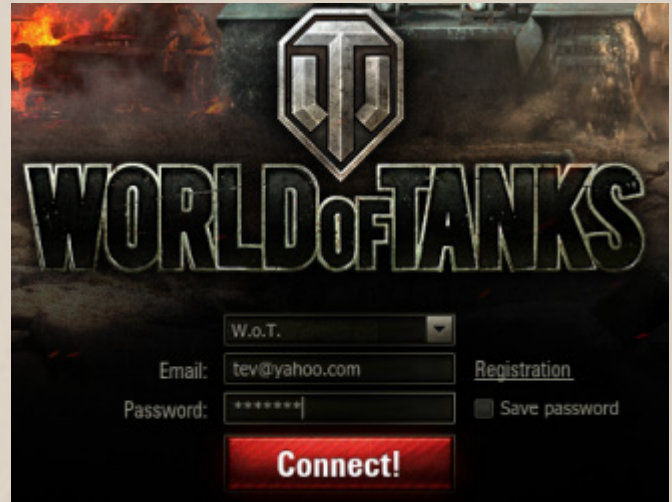 WORLD OF TANKS
W.o.T.
Email: tev@yahoo.com Registration
Password: *******| Save password
Connect!